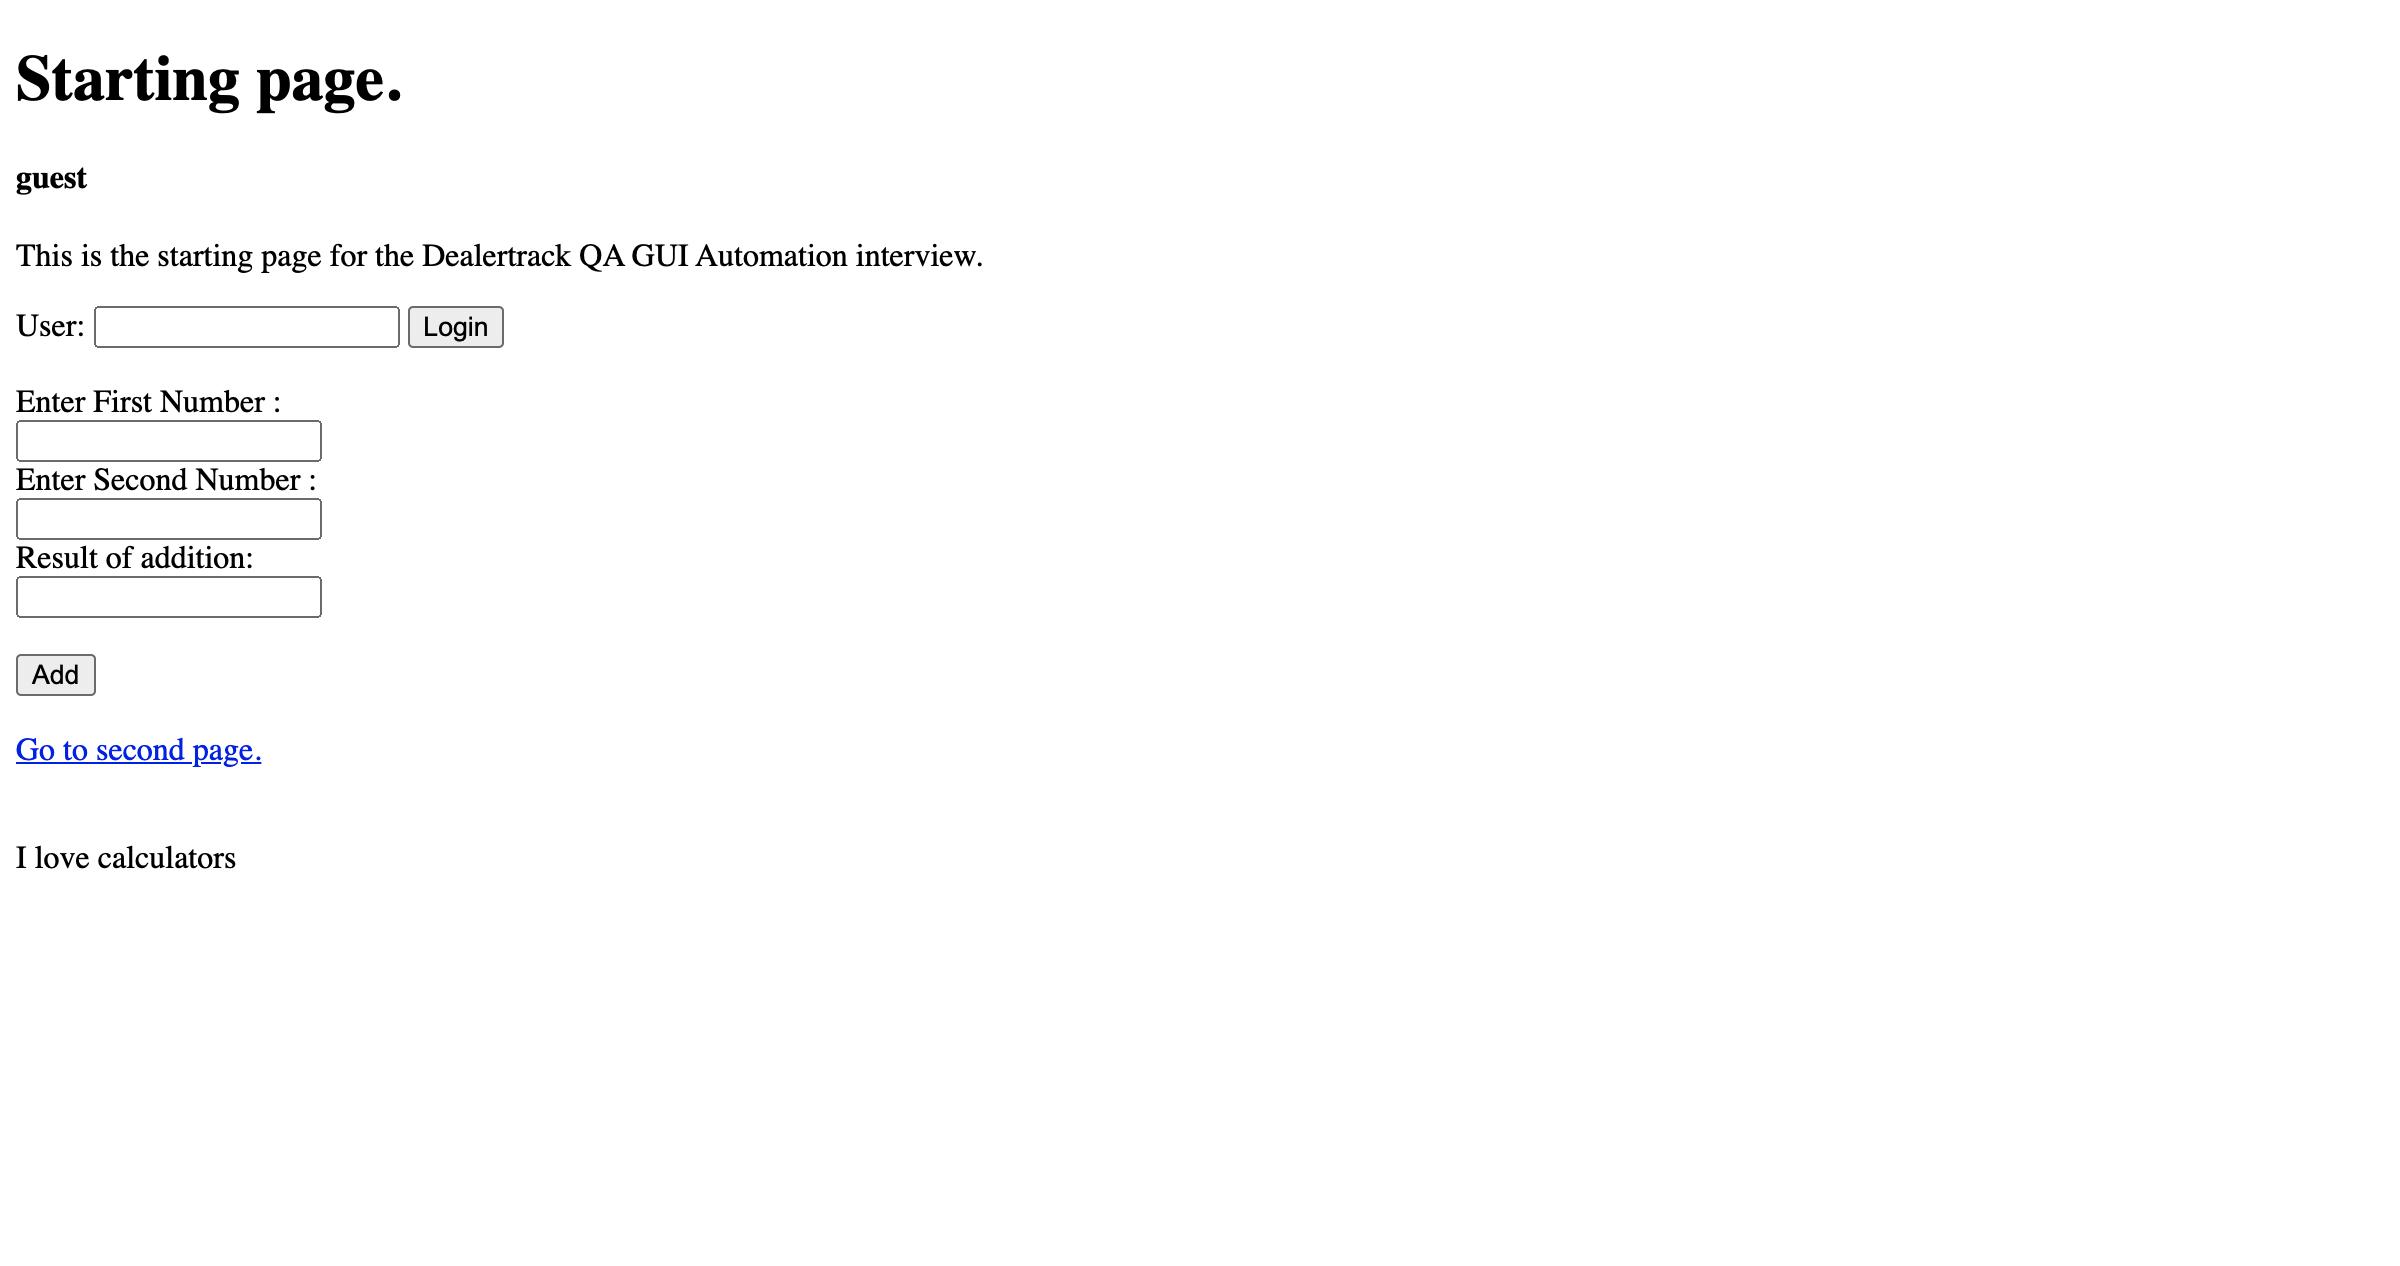 Starting page.
guest
This is the starting page for the Dealertrack QA GUI Automation interview.
User: Login
Enter First Number :
Enter Second Number :
Result of addition:
Add
Go to second page.
I love calculators